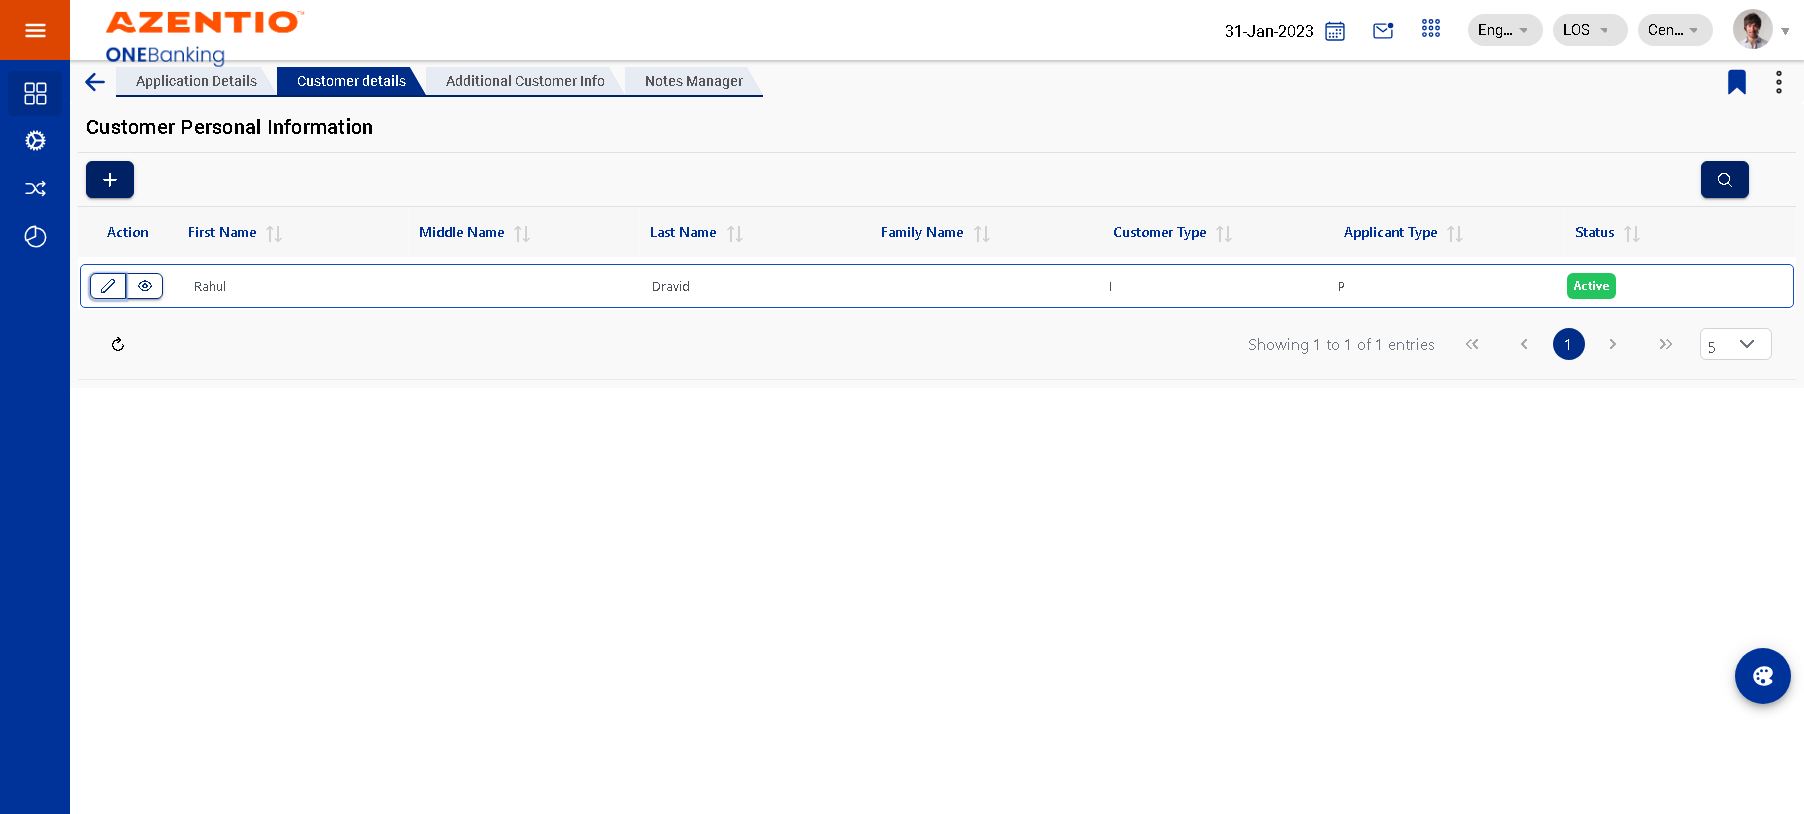 AZENTIO™
ONEBanking
31-Jan-2023
Eng...
LOS
Cen...
Application Details
Customer details
Additional Customer Info
Notes Manager
Customer Personal Information
Action First Name Middle Name Last Name Family Name Customer Type Applicant Type Status
Rahul Dravid I P Active
Showing 1 to 1 of 1 entries
1
5